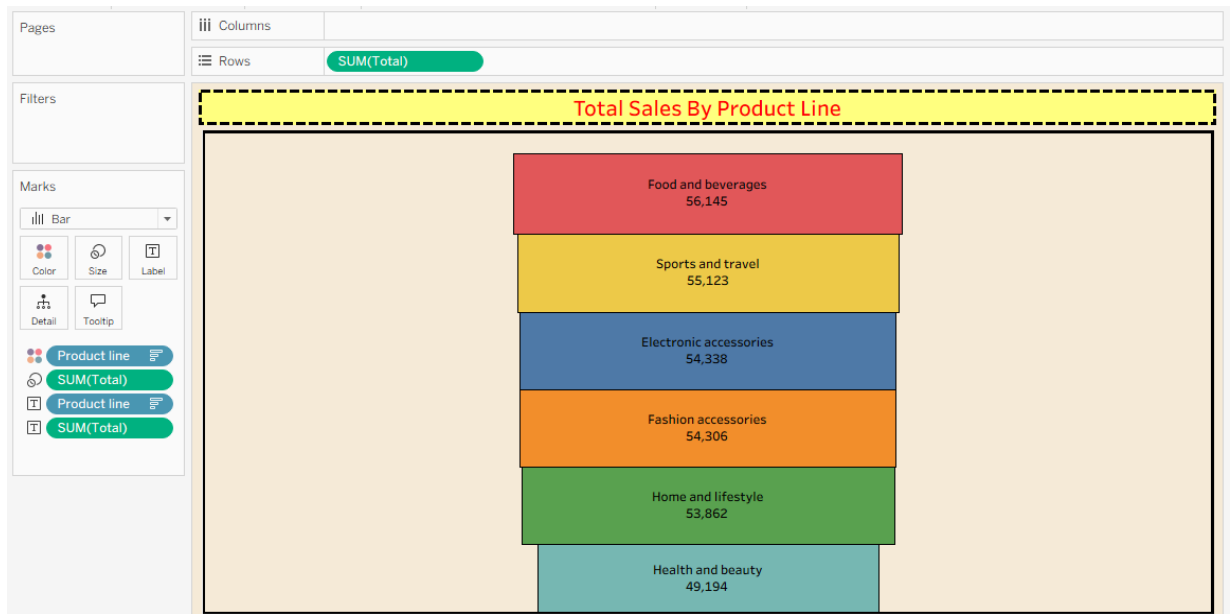 Pages
Columns
Rows
SUM(Total)
Filters
Total Sales By Product Line
Marks
Bar
Color
Size
Label
Detail
Tooltip
Product line
SUM(Total)
Product line
SUM(Total)
Food and beverages
56,145
Sports and travel
55,123
Electronic accessories
54,338
Fashion accessories
54,306
Home and lifestyle
53,862
Health and beauty
49,194